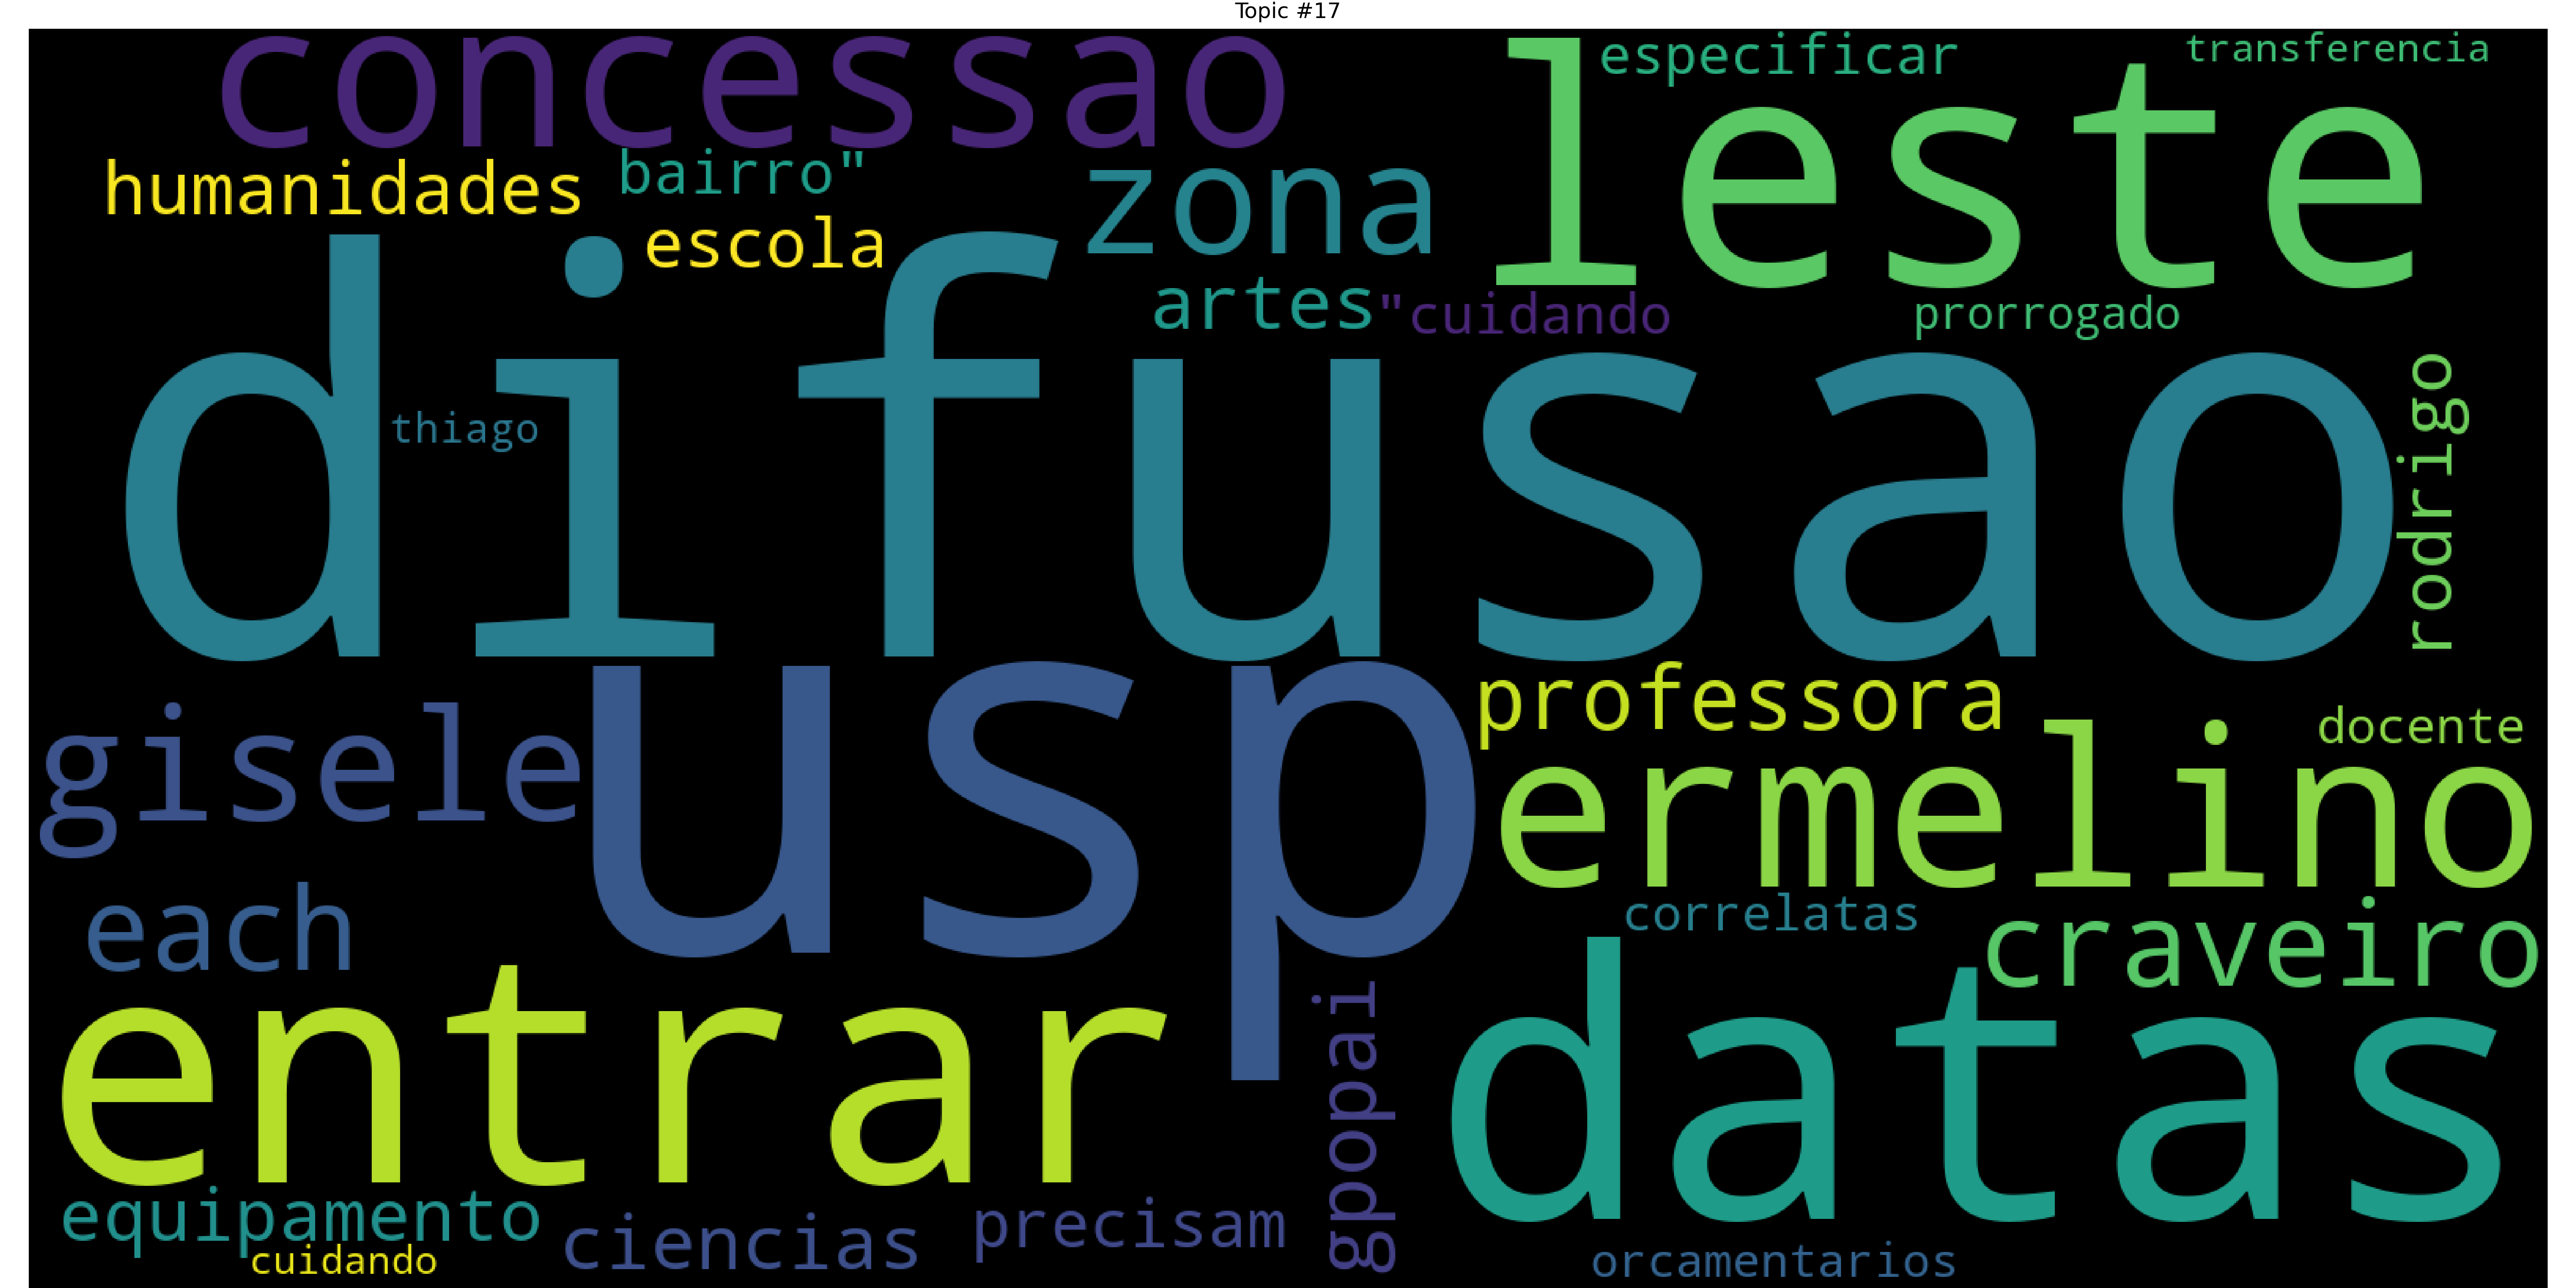 Topic #17
concessao
especificar
transferencia
leste
humanidades
bairro"
zona
escola
artes
"cuidando
prorrogado
difusao
thiago
rodrigo
usp
professora
gisele
docente
ermelino
each
correlatas
craveiro
entrar
datas
gpopai
equipamento
ciencias
precisam
cuidando
orcamentarios